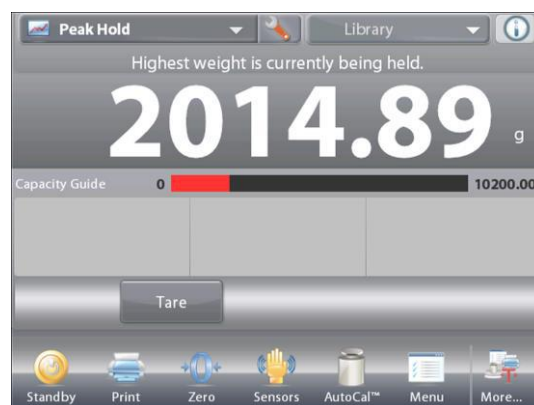 Peak Hold Library
Highest weight is currently being held.
2014.89 g
Capacity Guide 0 10200.00
Tare
Standby Print Zero Sensors AutoCal™ Menu More...